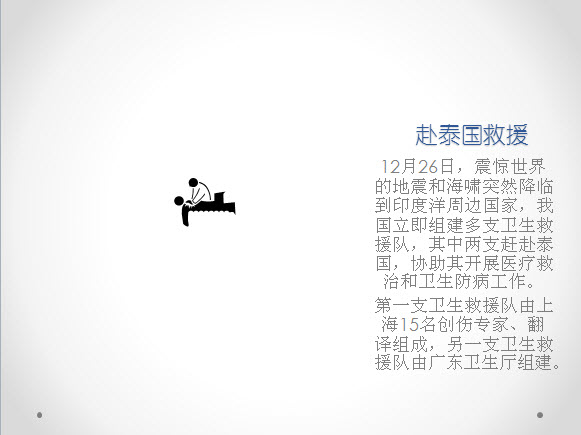 赴泰国救援
12月26日，震惊世界
的地震和海啸突然降临
到印度洋周边国家，我
国立即组建多支卫生救
援队，其中两支赶赴泰
国，协助其开展医疗救
治和卫生防病工作。
第一支卫生救援队由上
海15名创伤专家、翻
译组成，另一支卫生救
援队由广东卫生厅组建。